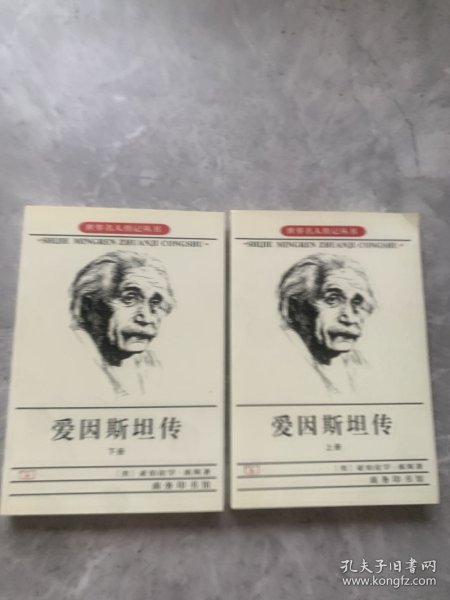 世界名人传记丛书
SHIJIE MINGREN ZHUANJI CONGSHU
爱因斯坦传
下册
商务印书馆
世界名人传记丛书
SHIJIE MINGREN ZHUANJI CONGSHU
爱因斯坦传
上册
商务印书馆
孔夫子旧书网
www.kongfz.com